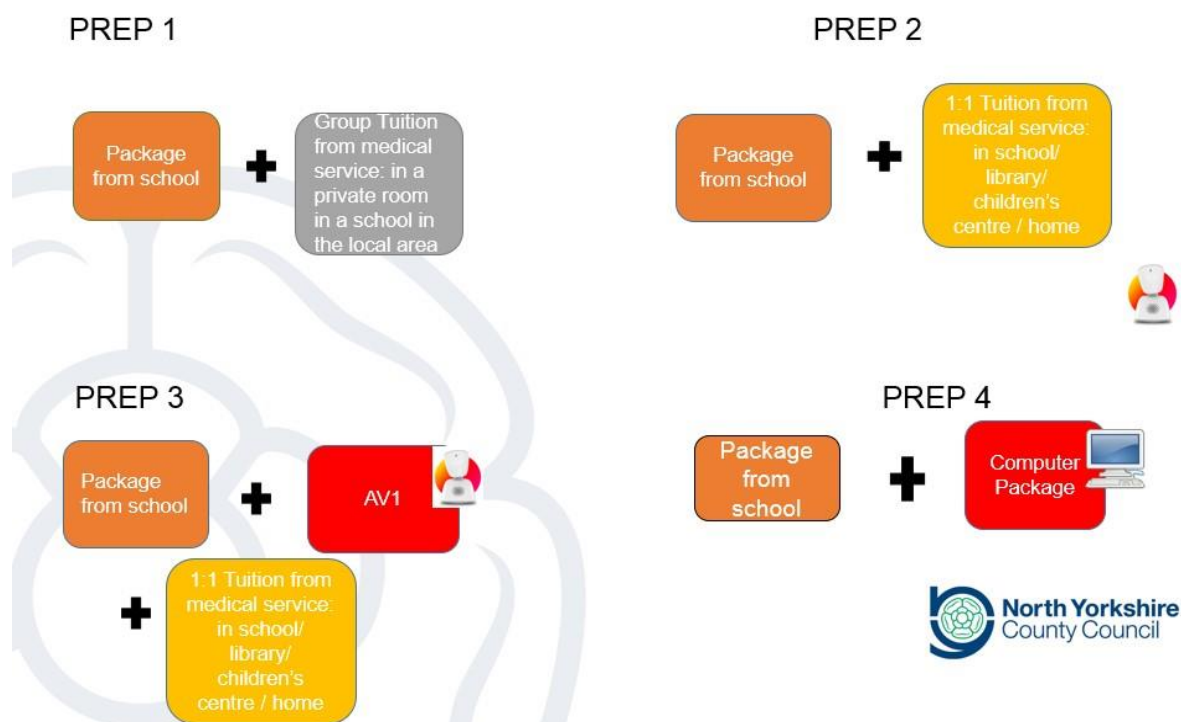 PREP 1
Package
from school
Group Tuition
from medical
service: in a
private room
in a school in
the local area
PREP 2
Package
from school
1:1 Tuition from
medical service:
in school/
library/
children's
centre / home
PREP 3
Package
from school
AV1
1:1 Tuition from
medical service:
in school/
library/
children's
centre / home
PREP 4
Package
from
school
Computer
Package
North Yorkshire
County Council